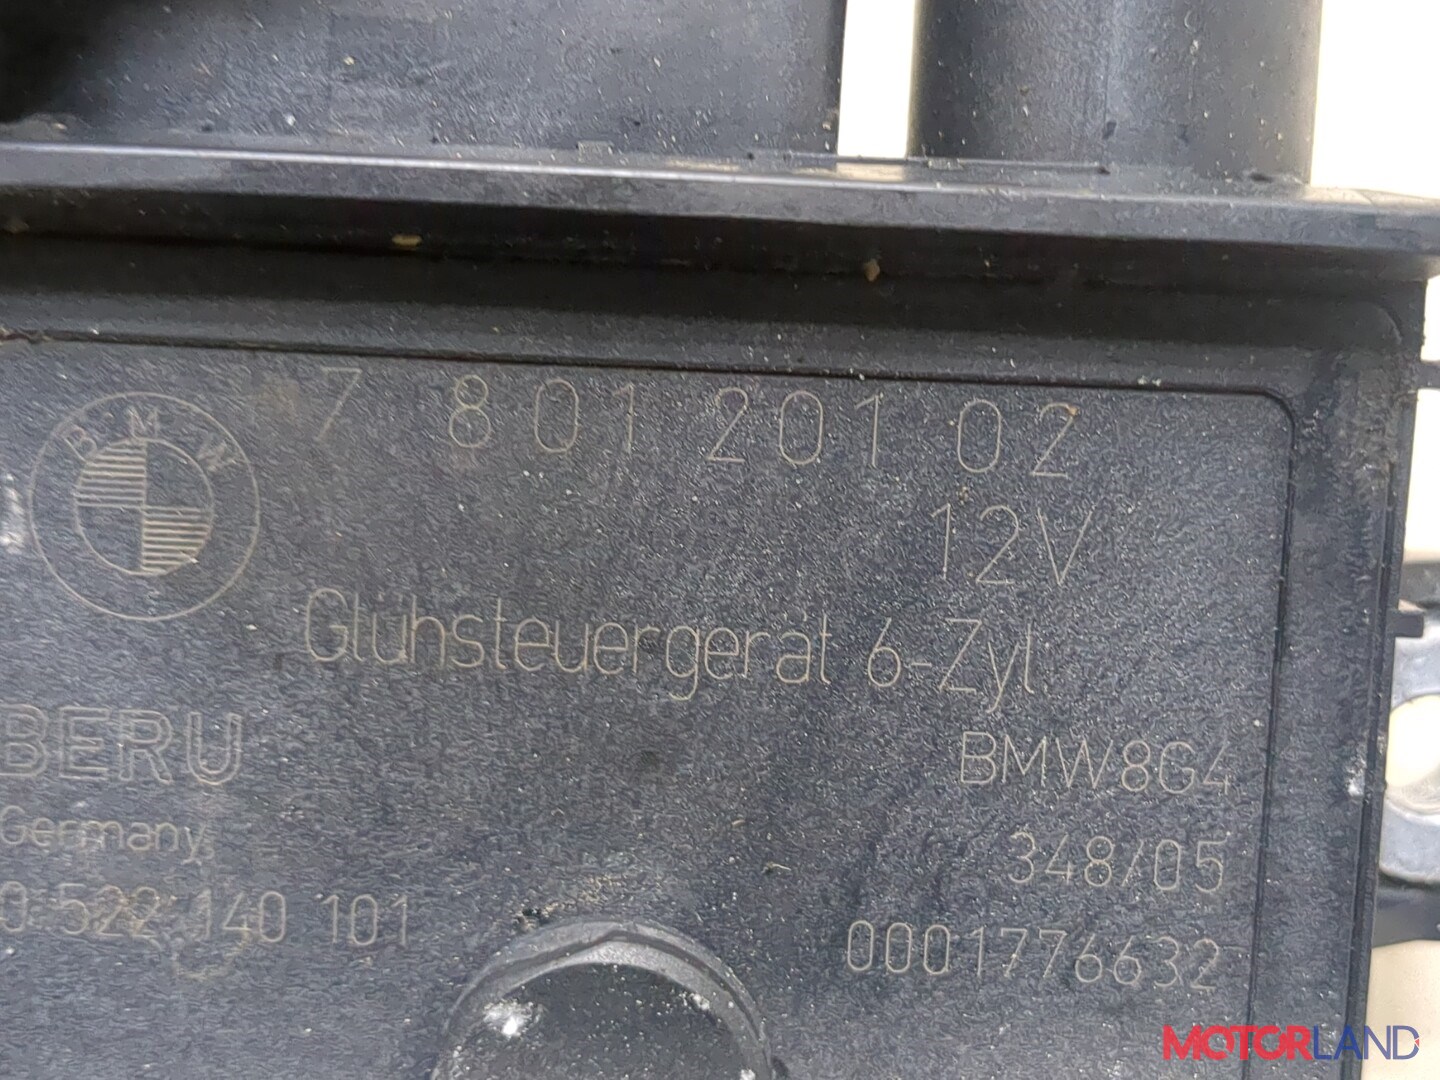 7 801 201 02
BMW
12V
Glühsteuergerät 6-Zyl.
BERU
BMW8G4
Germany
348/05
0 522 140 101
0001776632
MOTORLAND